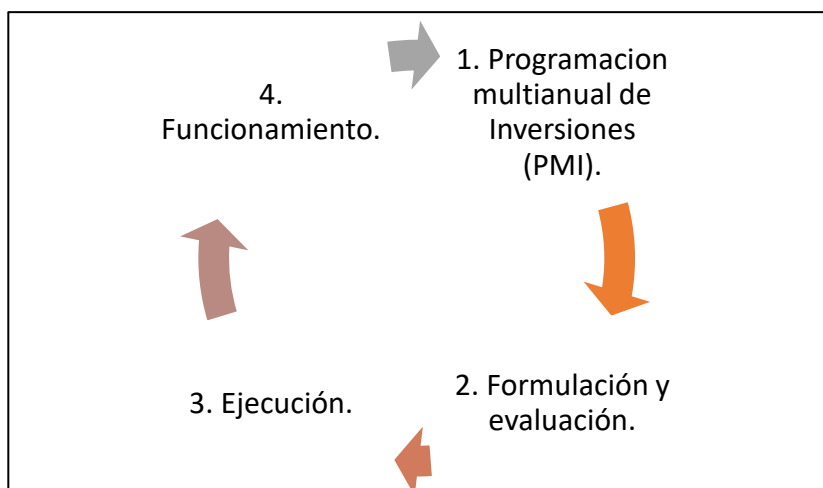 1. Programacion
multianual de
Inversiones
(PMI).
2. Formulación y
evaluación.
3. Ejecución.
4.
Funcionamiento.